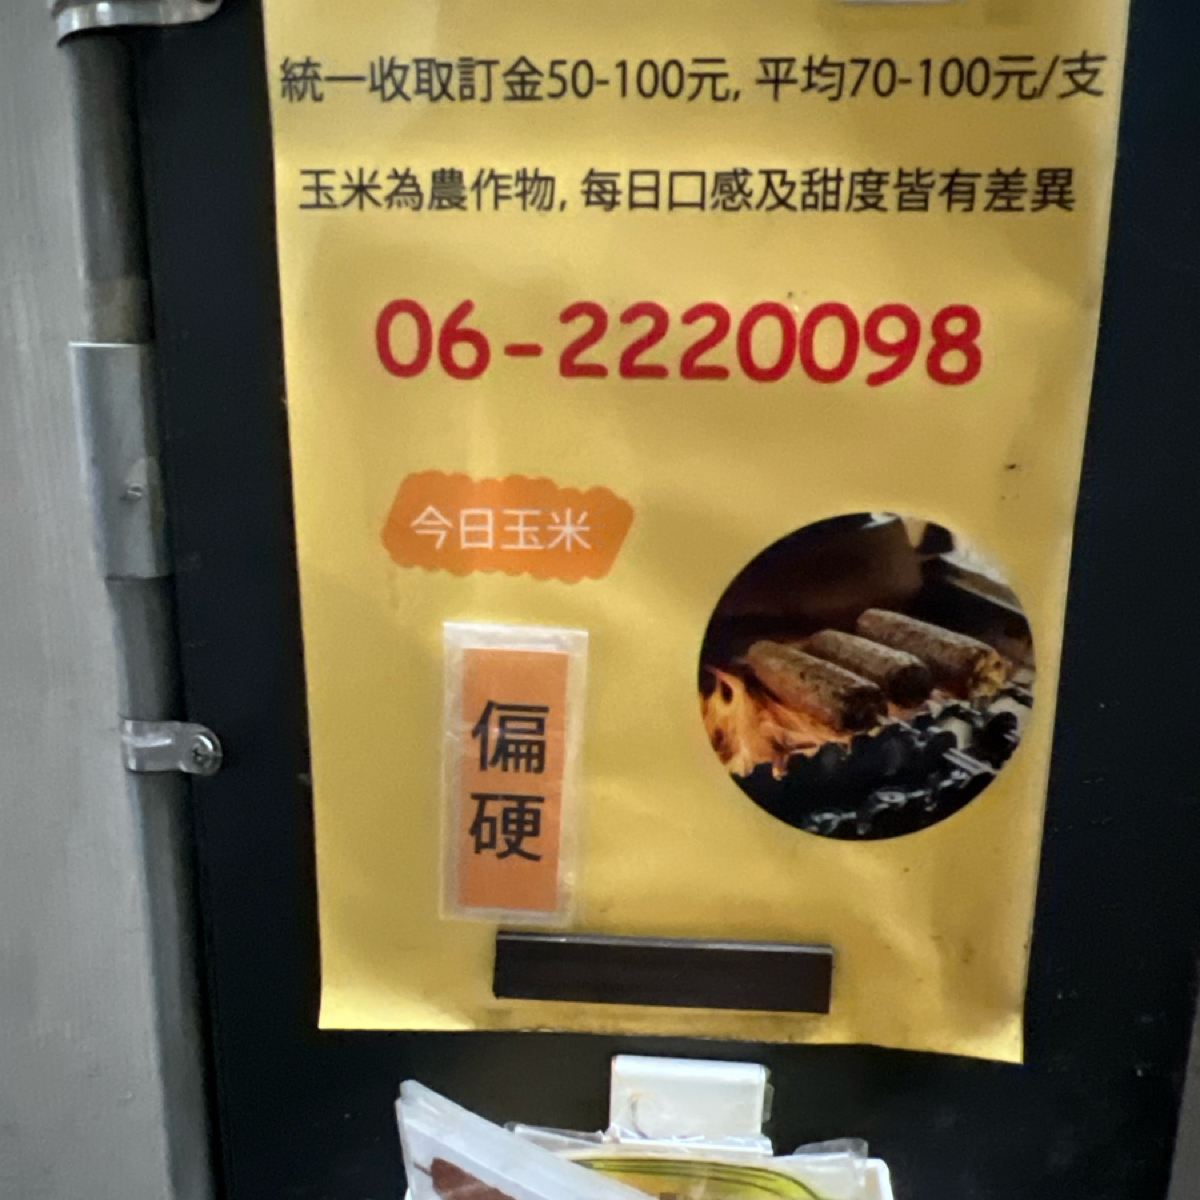 統一收取訂金50-100元, 平均70-100元/支
玉米為農作物, 每日口感及甜度皆有差異
06-2220098
今日玉米
偏
硬